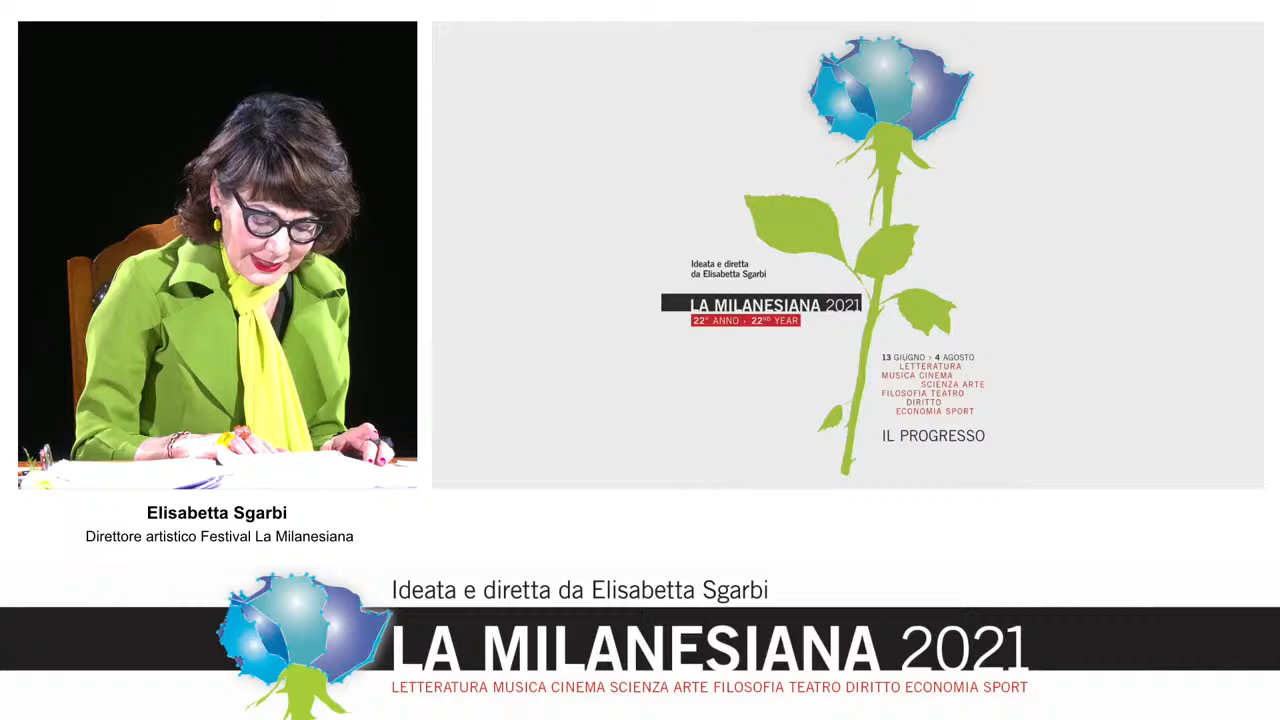 Ideata e diretta
da Elisabetta Sgarbi
LA MILANESIANA 2021
22° ANNO • 22ND YEAR
13 GIUGNO › 4 AGOSTO
LETTERATURA
MUSICA CINEMA
SCIENZA ARTE
FILOSOFIA TEATRO
DIRITTO
ECONOMIA SPORT
IL PROGRESSO
Elisabetta Sgarbi
Direttore artistico Festival La Milanesiana
Ideata e diretta da Elisabetta Sgarbi
LA MILANESIANA 2021
LETTERATURA MUSICA CINEMA SCIENZA ARTE FILOSOFIA TEATRO DIRITTO ECONOMIA SPORT